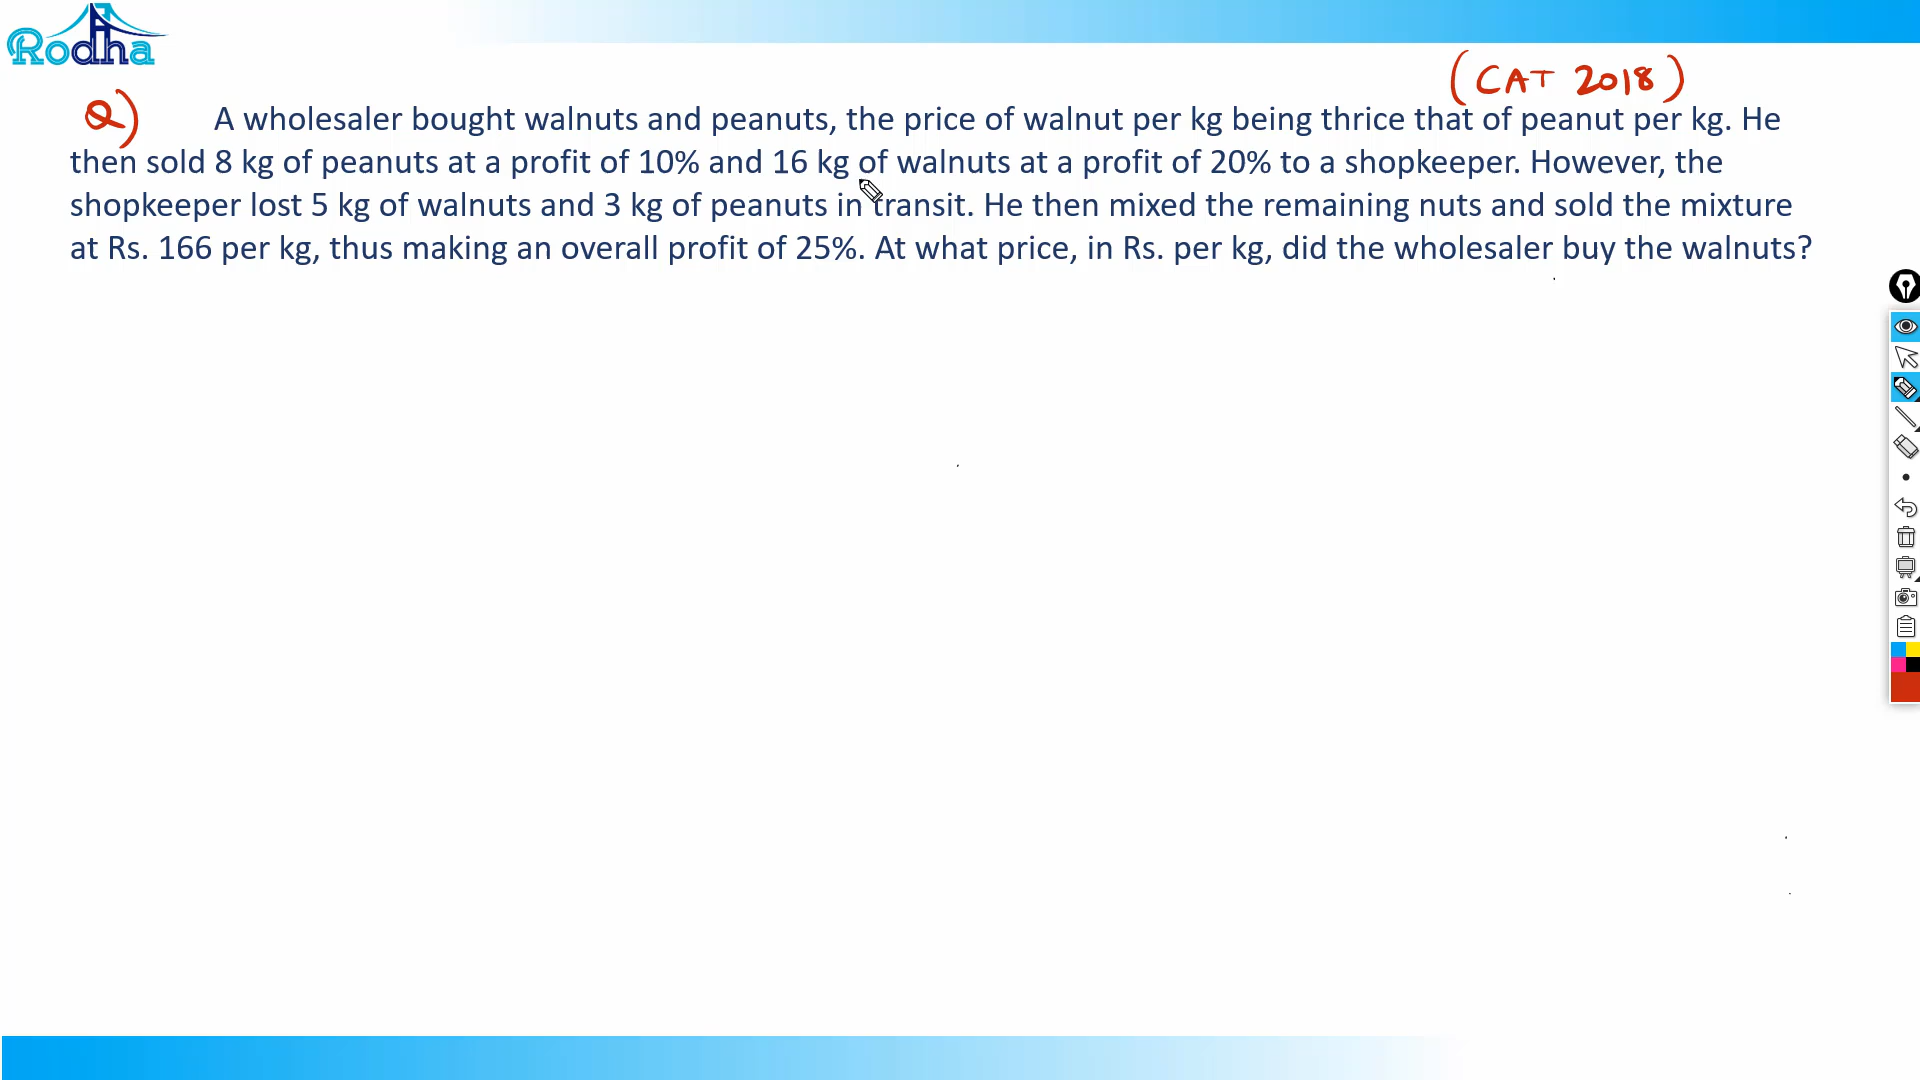 Rodha
(CAT 2018)
Q) A wholesaler bought walnuts and peanuts, the price of walnut per kg being thrice that of peanut per kg. He
then sold 8 kg of peanuts at a profit of 10% and 16 kg of walnuts at a profit of 20% to a shopkeeper. However, the
shopkeeper lost 5 kg of walnuts and 3 kg of peanuts in transit. He then mixed the remaining nuts and sold the mixture
at Rs. 166 per kg, thus making an overall profit of 25%. At what price, in Rs. per kg, did the wholesaler buy the walnuts?